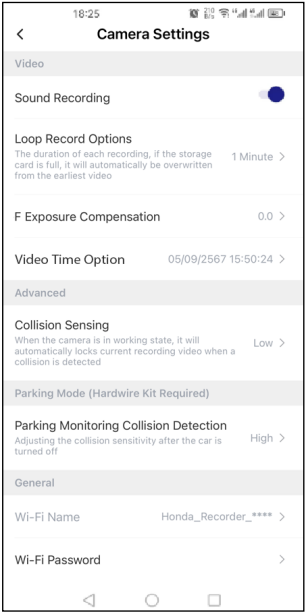 18:25
210 B/s
Camera Settings
Video
Sound Recording
Loop Record Options
The duration of each recording, if the storage
card is full, it will automatically be overwritten
from the earliest video
1 Minute
F Exposure Compensation
0.0
Video Time Option
05/09/2567 15:50:24
Advanced
Collision Sensing
When the camera is in working state, it will
automatically locks current recording video when a
collision is detected
Low
Parking Mode (Hardwire Kit Required)
Parking Monitoring Collision Detection
Adjusting the collision sensitivity after the car is
turned off
High
General
Wi-Fi Name
Honda_Recorder_****
Wi-Fi Password